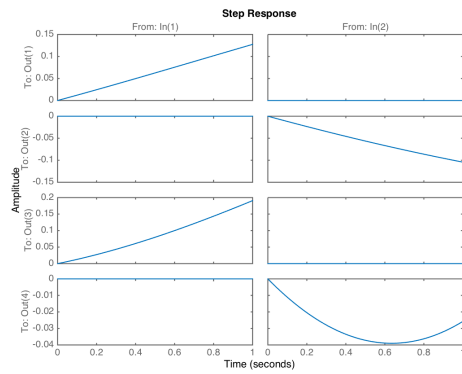 Step Response
From: In(1) From: In(2)
Amplitude
To: Out(1)
0.15
0.1
0.05
0
To: Out(2)
0
-0.05
-0.1
-0.15
To: Out(3)
0.2
0.15
0.1
0.05
0
To: Out(4)
0
-0.01
-0.02
-0.03
-0.04
0 0.2 0.4 0.6 0.8 1 0 0.2 0.4 0.6 0.8
Time (seconds)